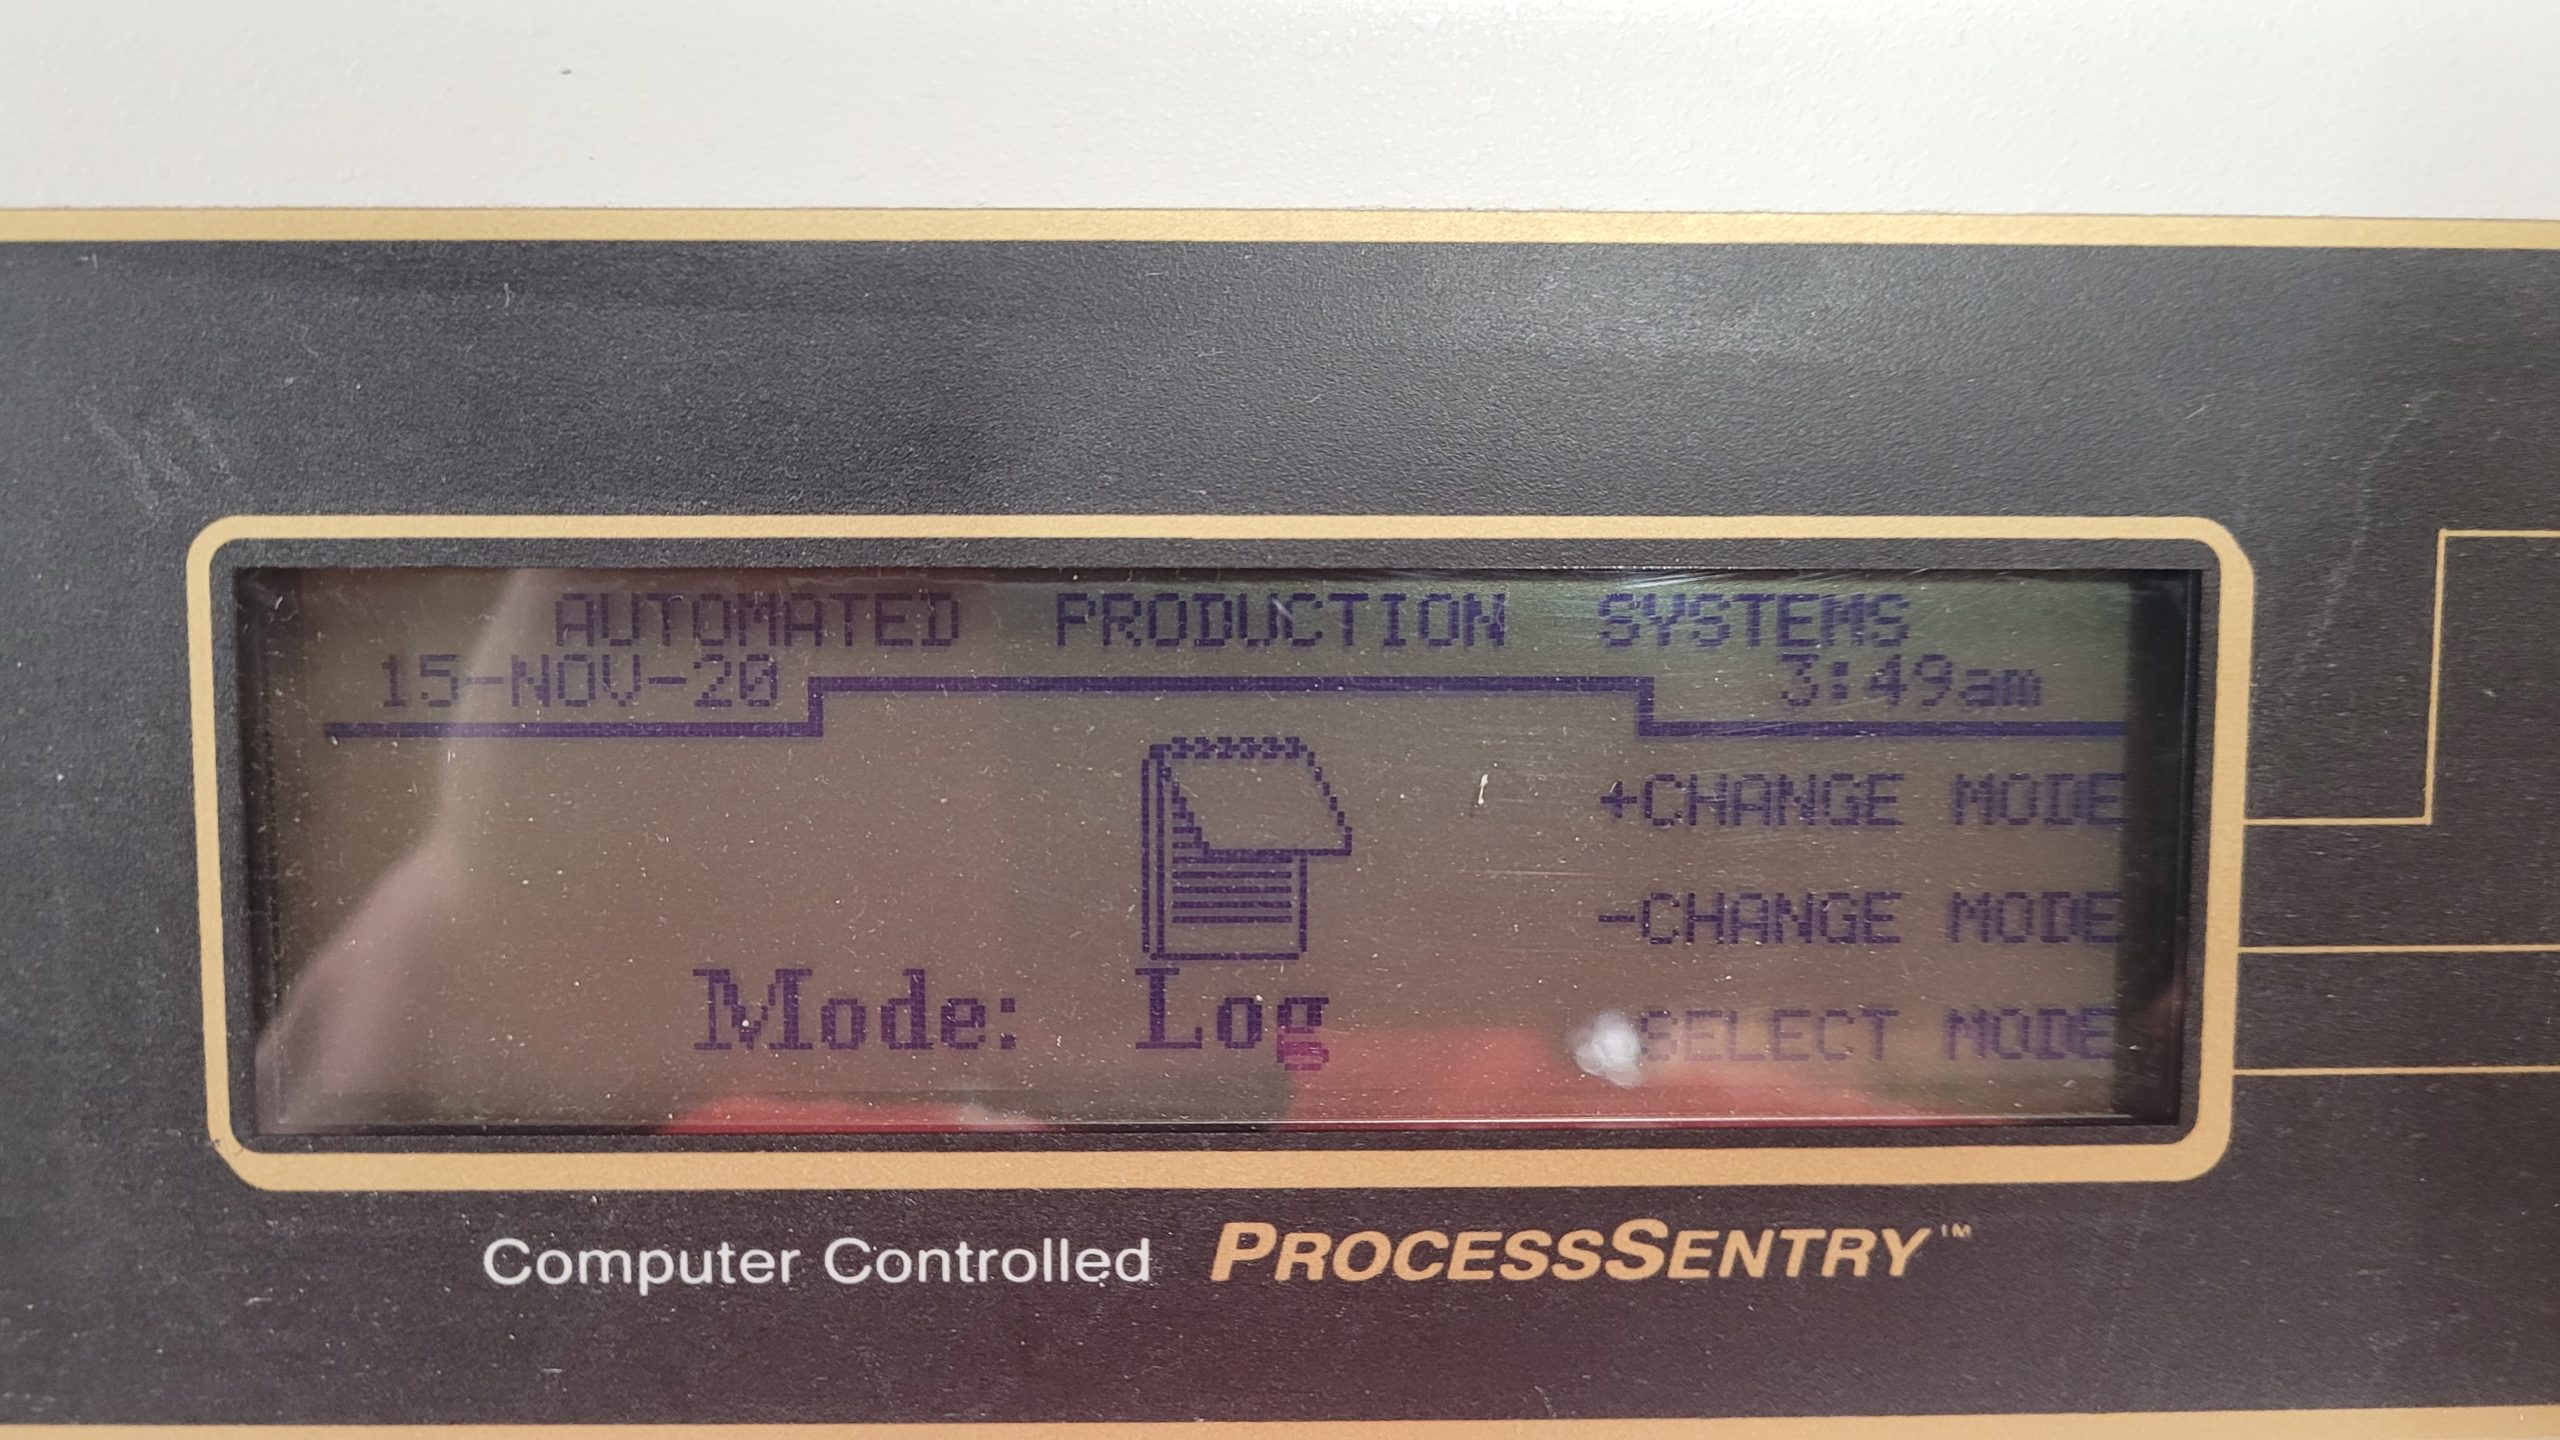 AUTOMATED PRODUCTION SYSTEMS
15-NOV-20 3:49am
+CHANGE MODE
-CHANGE MODE
Mode: Log
SELECT MODE
Computer Controlled PROCESSSENTRY™